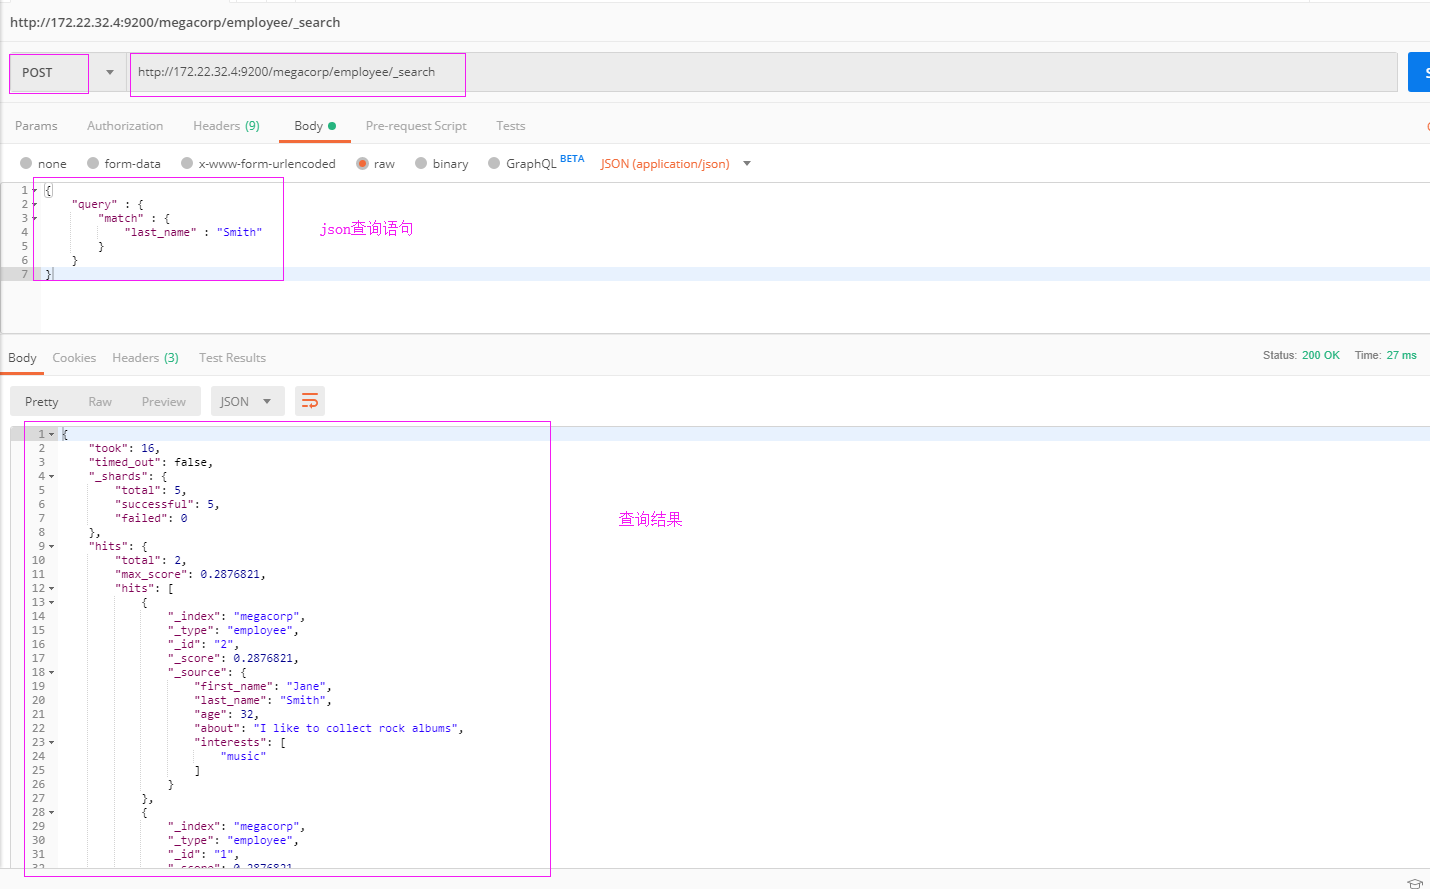 http://172.22.32.4:9200/megacorp/employee/_search
POST http://172.22.32.4:9200/megacorp/employee/_search
Params Authorization Headers (9) Body Pre-request Script Tests
none form-data x-www-form-urlencoded raw binary GraphQL BETA JSON (application/json)
1 {
2 "query" : {
3 "match" : {
4 "last_name" : "Smith"
5 }
6 }
7 }
json查询语句
Body Cookies Headers (3) Test Results Status: 200 OK Time: 27 ms
Pretty Raw Preview JSON
1 {
2 "took": 16,
3 "timed_out": false,
4 "_shards": {
5 "total": 5,
6 "successful": 5,
7 "failed": 0
8 },
9 "hits": {
10 "total": 2,
11 "max_score": 0.2876821,
12 "hits": [
13 {
14 "_index": "megacorp",
15 "_type": "employee",
16 "_id": "2",
17 "_score": 0.2876821,
18 "_source": {
19 "first_name": "Jane",
20 "last_name": "Smith",
21 "age": 32,
22 "about": "I like to collect rock albums",
23 "interests": [
24 "music"
25 ]
26 }
27 },
28 {
29 "_index": "megacorp",
30 "_type": "employee",
31 "_id": "1",
32 "_score": 0.2876821
查询结果